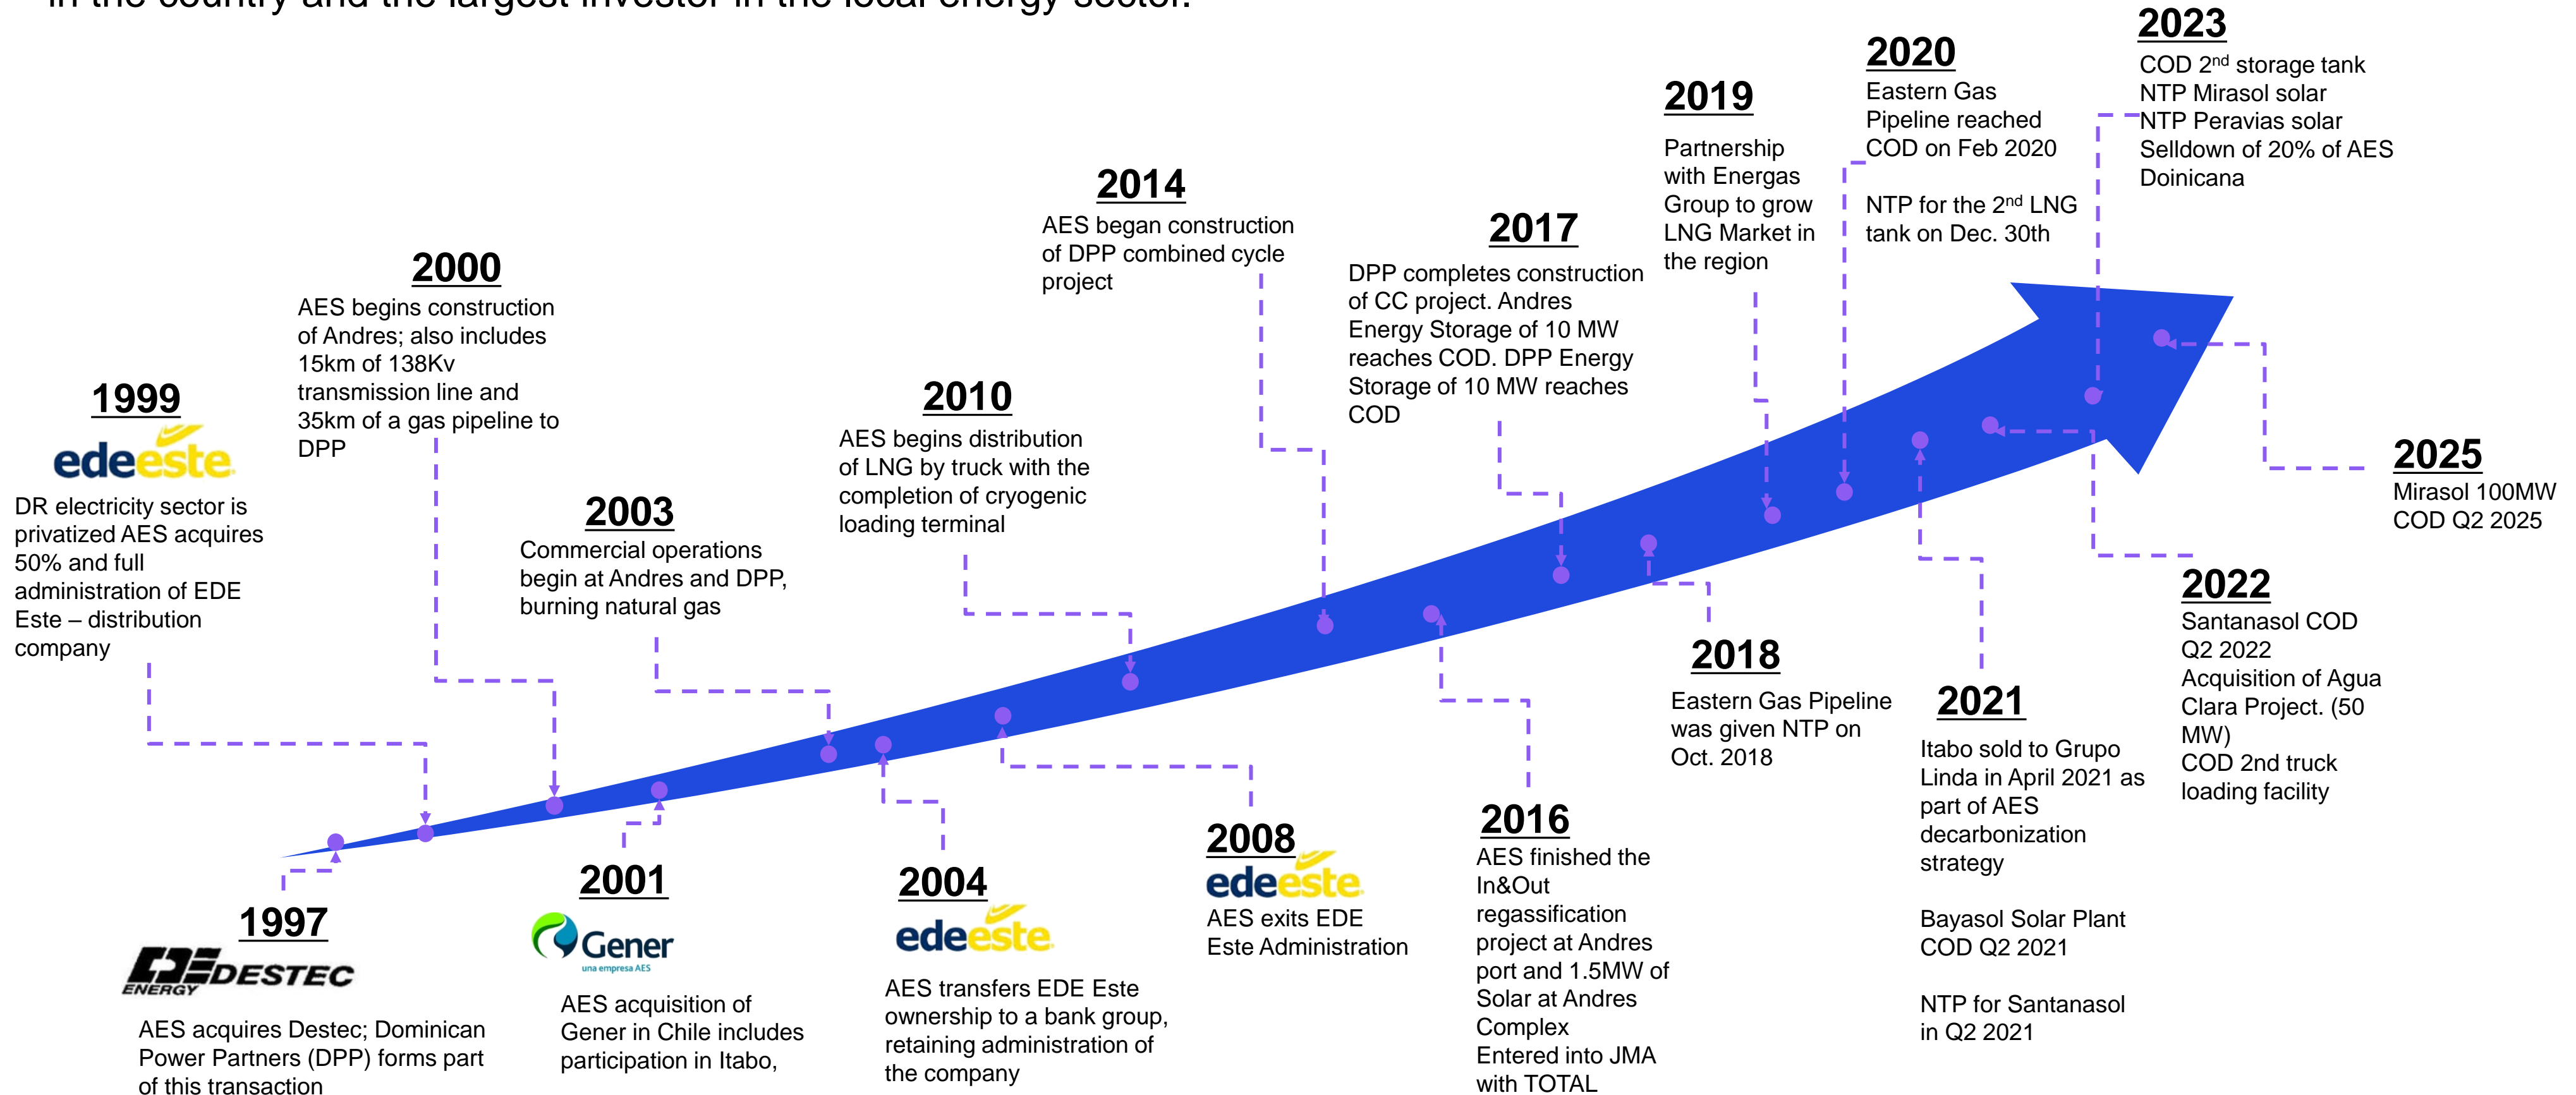 in the country and the largest investor in the local energy sector.
1999
edeeste
DR electricity sector is
privatized AES acquires
50% and full
administration of EDE
Este – distribution
company
2000
AES begins construction
of Andres; also includes
15km of 138Kv
transmission line and
35km of a gas pipeline to
DPP
2003
Commercial operations
begin at Andres and DPP,
burning natural gas
2010
AES begins distribution
of LNG by truck with the
completion of cryogenic
loading terminal
2014
AES began construction
of DPP combined cycle
project
2017
DPP completes construction
of CC project. Andres
Energy Storage of 10 MW
reaches COD. DPP Energy
Storage of 10 MW reaches
COD
2019
Partnership
with Energas
Group to grow
LNG Market in
the region
2020
Eastern Gas
Pipeline reached
COD on Feb 2020
NTP for the 2nd LNG
tank on Dec. 30th
2023
COD 2nd storage tank
NTP Mirasol solar
NTP Peravias solar
Selldown of 20% of AES
Doinicana
2025
Mirasol 100MW
COD Q2 2025
1997
DESTEC
ENERGY
AES acquires Destec; Dominican
Power Partners (DPP) forms part
of this transaction
2001
Gener
una empresa AES
AES acquisition of
Gener in Chile includes
participation in Itabo,
2004
edeeste
AES transfers EDE Este
ownership to a bank group,
retaining administration of
the company
2008
edeeste
AES exits EDE
Este Administration
2016
AES finished the
In&Out
regassification
project at Andres
port and 1.5MW of
Solar at Andres
Complex
Entered into JMA
with TOTAL
2018
Eastern Gas Pipeline
was given NTP on
Oct. 2018
2021
Itabo sold to Grupo
Linda in April 2021 as
part of AES
decarbonization
strategy
Bayasol Solar Plant
COD Q2 2021
NTP for Santanasol
in Q2 2021
2022
Santanasol COD
Q2 2022
Acquisition of Agua
Clara Project. (50
MW)
COD 2nd truck
loading facility